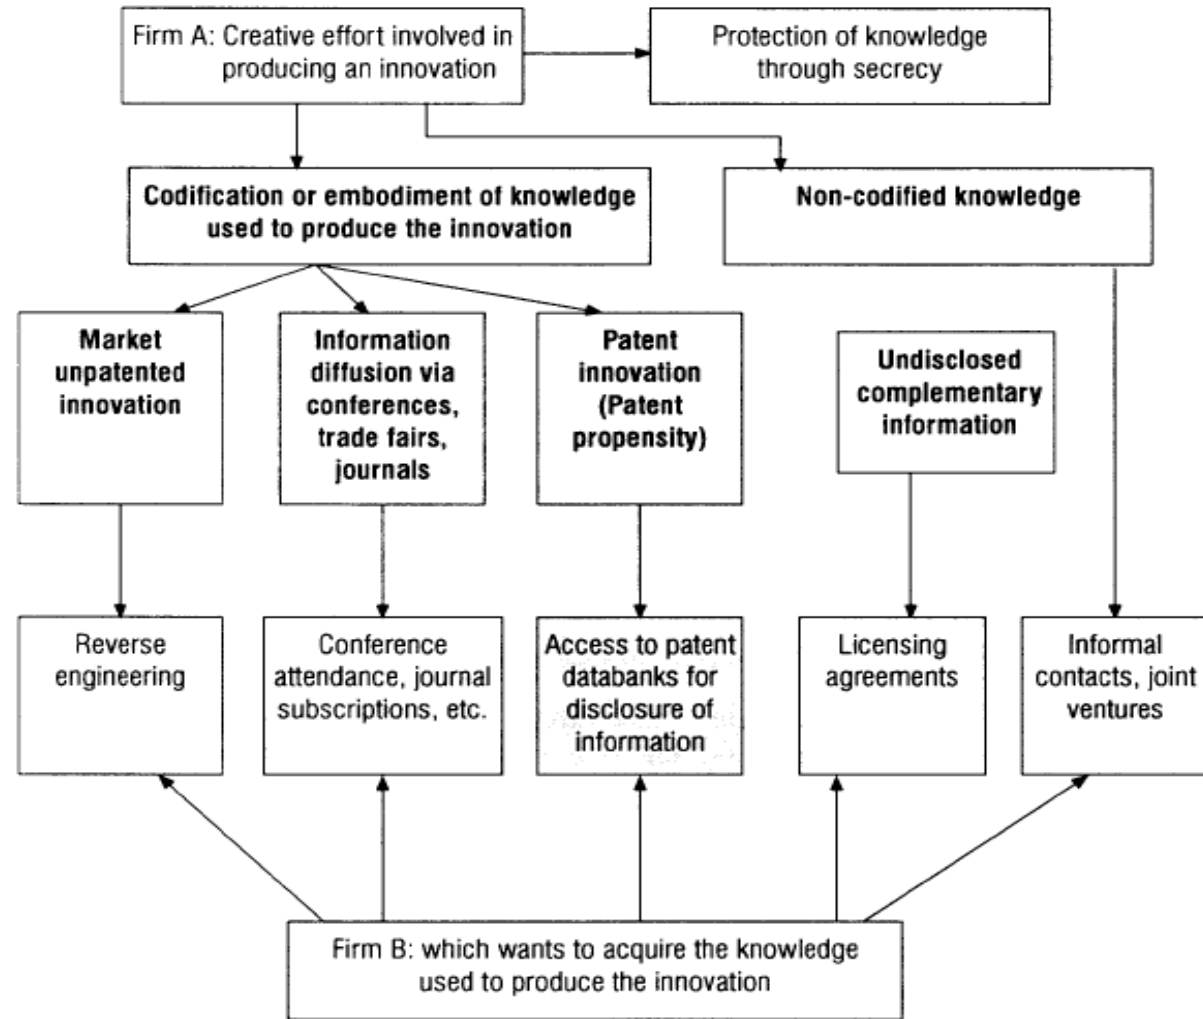 Firm A: Creative effort involved in
producing an innovation
Protection of knowledge
through secrecy
Codification or embodiment of knowledge
used to produce the innovation
Non-codified knowledge
Market
unpatented
innovation
Information
diffusion via
conferences,
trade fairs,
journals
Patent
innovation
(Patent
propensity)
Undisclosed
complementary
information
Reverse
engineering
Conference
attendance, journal
subscriptions, etc.
Access to patent
databanks for
disclosure of
information
Licensing
agreements
Informal
contacts, joint
ventures
Firm B: which wants to acquire the knowledge
used to produce the innovation